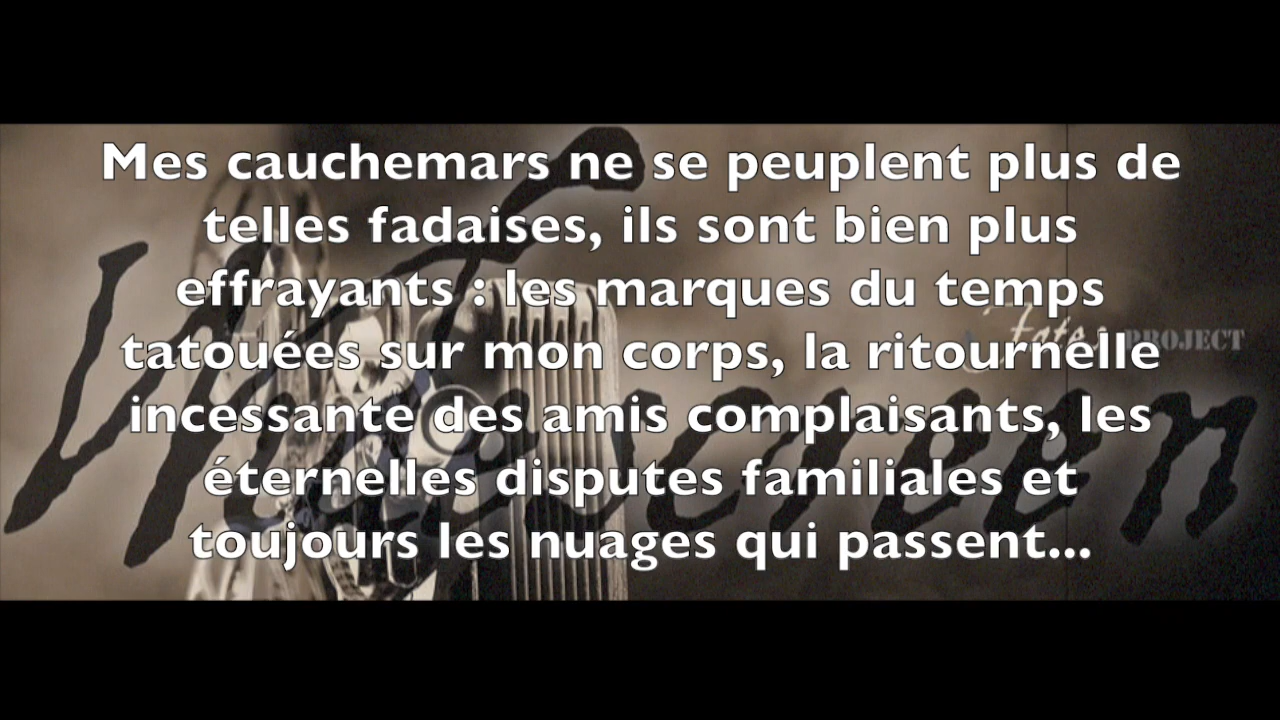 Mes cauchemars ne se peuplent plus de
telles fadaises, ils sont bien plus
effrayants : les marques du temps
tatouées sur mon corps, la ritournelle
incessante des amis complaisants, les
éternelles disputes familiales et
toujours les nuages qui passent...
PROJECT